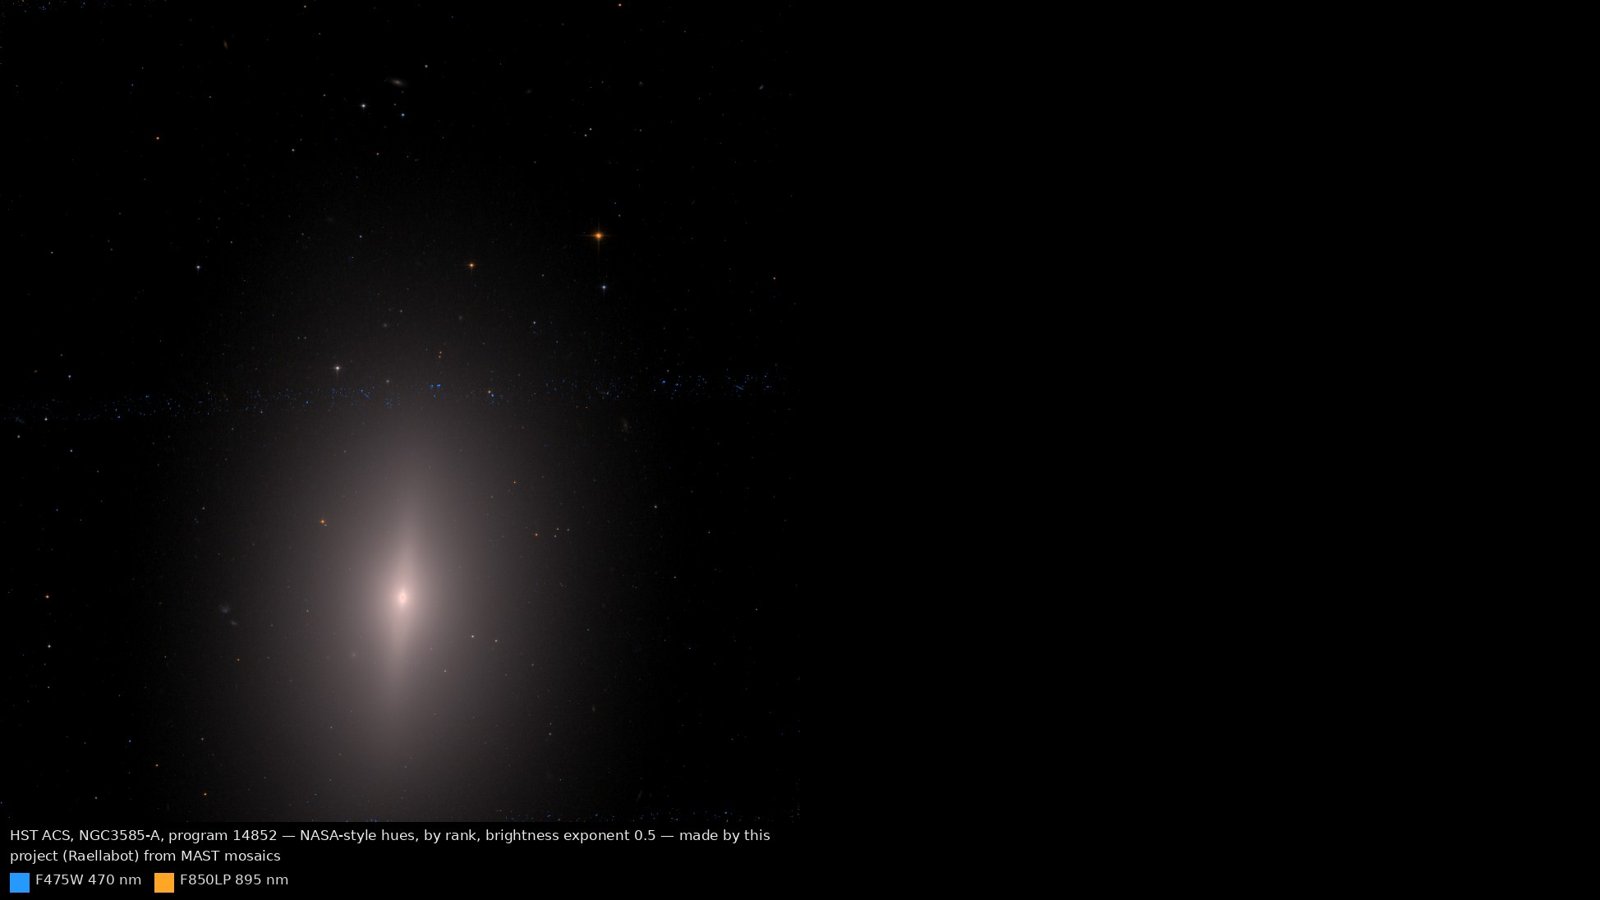 HST ACS, NGC3585-A, program 14852 — NASA-style hues, by rank, brightness exponent 0.5 — made by this
project (Raellabot) from MAST mosaics
F475W 470 nm F850LP 895 nm